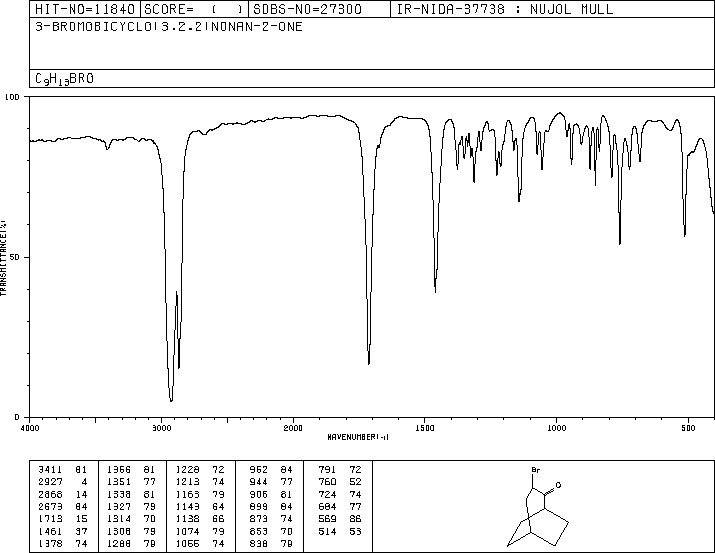 HIT-NO=11840 SCORE= ( ) SDBS-NO=27300 IR-NIDA-37738 : NUJOL MULL
3-BROMOBICYCLO(3.2.2)NONAN-2-ONE
C9H13BRO
100
50
0
TRANSMITTANCE(%)
4000 3000 2000 1500 1000 500
WAVENUMBER(-1)
3411 81 1366 81 1228 72 962 84 791 72
2927 4 1351 77 1213 74 944 77 760 52
2868 14 1338 81 1163 79 906 81 724 74
2673 84 1327 79 1143 64 899 84 684 77
1713 15 1314 70 1138 66 873 74 569 86
1461 37 1308 79 1074 79 853 70 514 53
1378 74 1288 79 1055 74 838 79
Br
O